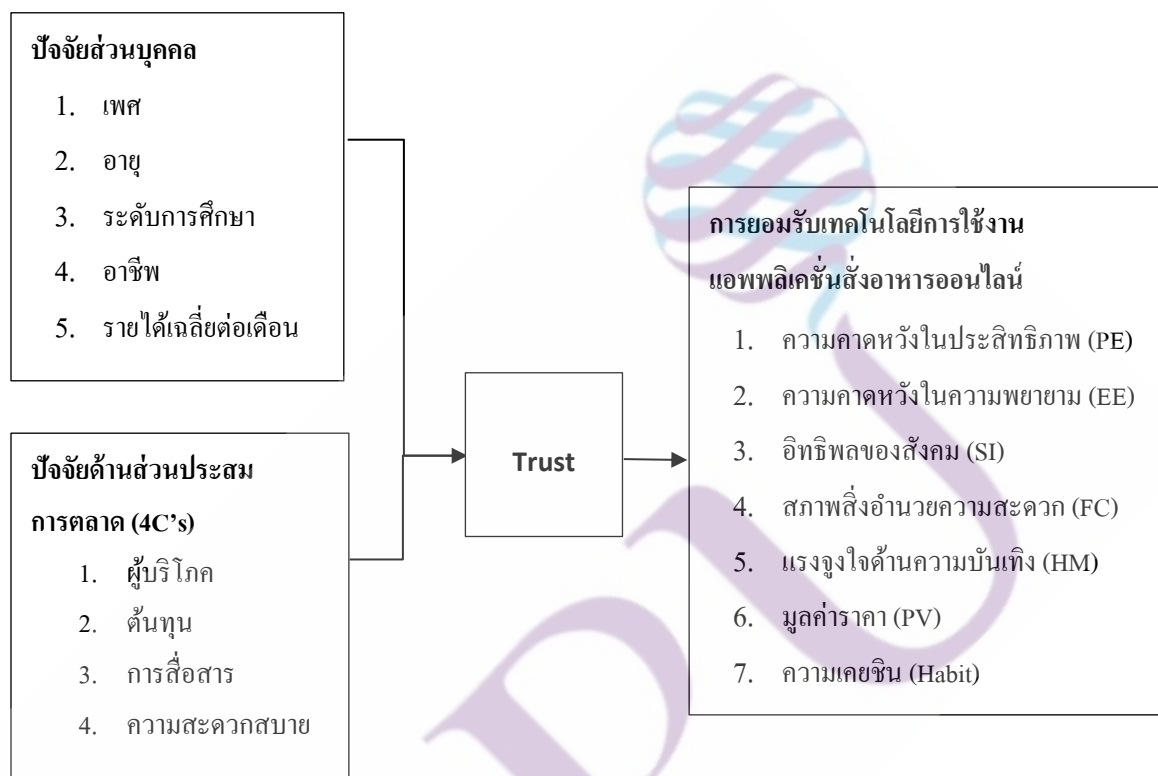 ปัจจัยส่วนบุคคล
1. เพศ
2. อายุ
3. ระดับการศึกษา
4. อาชีพ
5. รายได้เฉลี่ยต่อเดือน
ปัจจัยด้านส่วนประสม
การตลาด (4C’s)
1. ผู้บริโภค
2. ต้นทุน
3. การสื่อสาร
4. ความสะดวกสบาย
Trust
การยอมรับเทคโนโลยีการใช้งาน
แอพพลิเคชั่นสั่งอาหารออนไลน์
1. ความคาดหวังในประสิทธิภาพ (PE)
2. ความคาดหวังในความพยายาม (EE)
3. อิทธิพลของสังคม (SI)
4. สภาพสิ่งอำนวยความสะดวก (FC)
5. แรงจูงใจด้านความบันเทิง (HM)
6. มูลค่าราคา (PV)
7. ความเคยชิน (Habit)
DPU